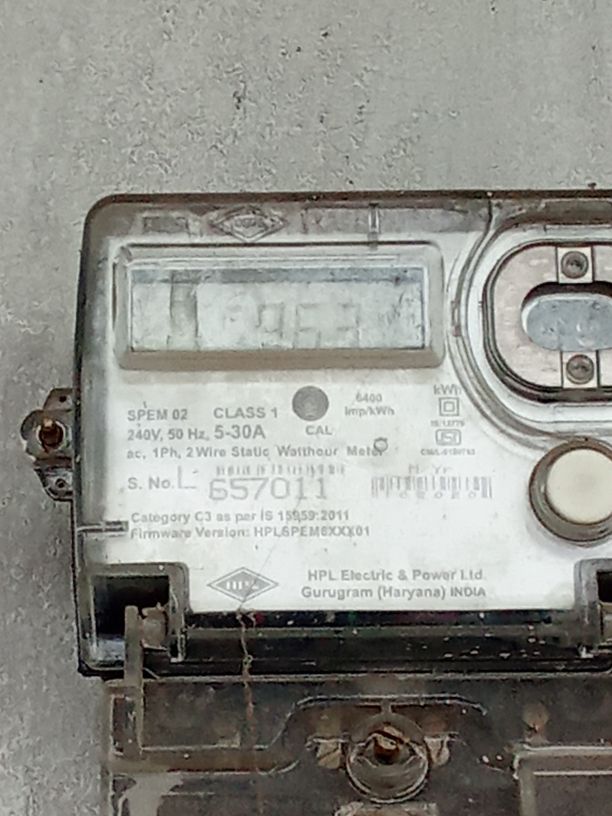 SPEM 02 CLASS 1
240V, 50 Hz, 5-30A
CAL
6400
Imp/kWh
kWh
ac, 1Ph, 2 Wire Static Watthour Meter
S. No. L 657011
Category C3 as per IS 15959:2011
Firmware Version:
HPL
HPL Electric & Power Ltd.
Gurugram (Haryana) INDIA